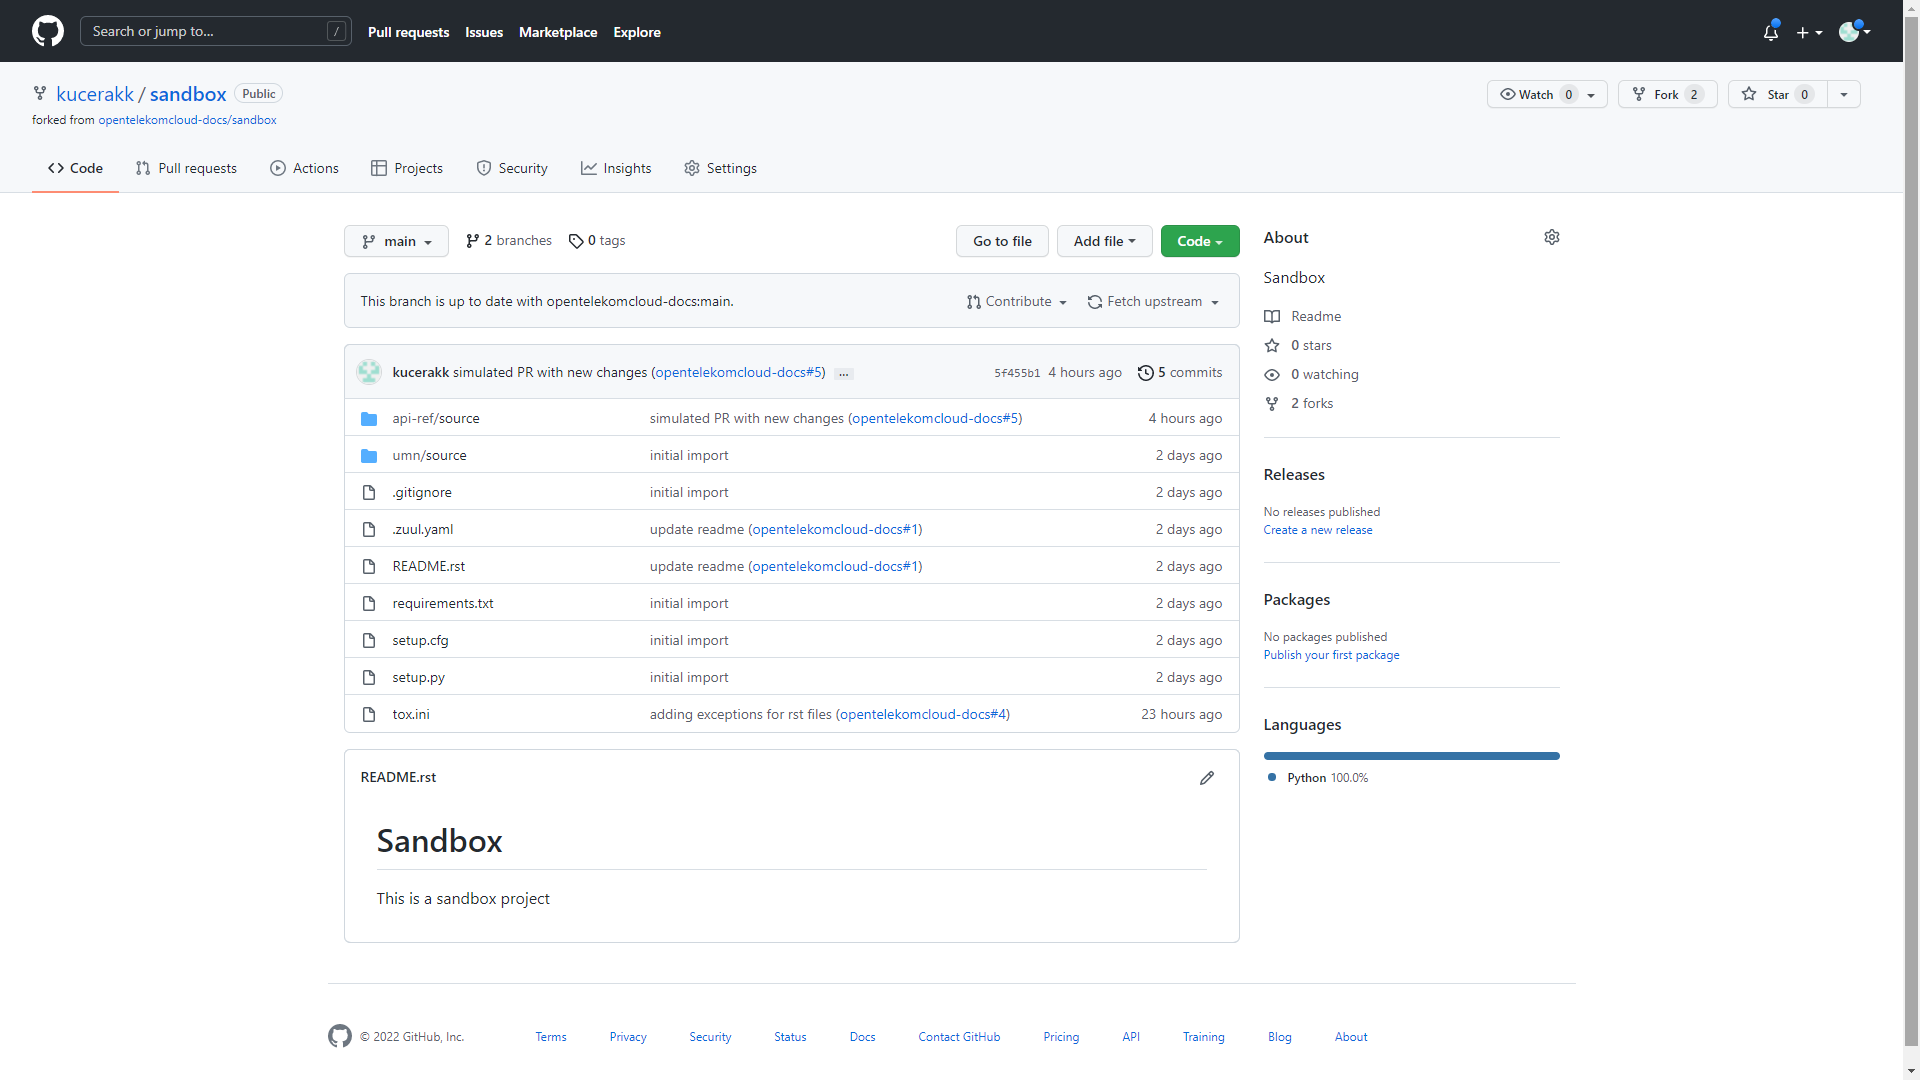 Search or jump to... /
Pull requests Issues Marketplace Explore
kucerakk / sandbox Public
Watch 0 Fork 2 Star 0
forked from opentelekomcloud-docs/sandbox
Code Pull requests Actions Projects Security Insights Settings
main 2 branches 0 tags Go to file Add file Code
This branch is up to date with opentelekomcloud-docs:main. Contribute Fetch upstream
kucerakk simulated PR with new changes (opentelekomcloud-docs#5) ... 5f455b1 4 hours ago 5 commits
api-ref/source simulated PR with new changes (opentelekomcloud-docs#5) 4 hours ago
umn/source initial import 2 days ago
.gitignore initial import 2 days ago
.zuul.yaml update readme (opentelekomcloud-docs#1) 2 days ago
README.rst update readme (opentelekomcloud-docs#1) 2 days ago
requirements.txt initial import 2 days ago
setup.cfg initial import 2 days ago
setup.py initial import 2 days ago
tox.ini adding exceptions for rst files (opentelekomcloud-docs#4) 23 hours ago
README.rst
Sandbox
This is a sandbox project
About
Sandbox
Readme
0 stars
0 watching
2 forks
Releases
No releases published
Create a new release
Packages
No packages published
Publish your first package
Languages
Python 100.0%
© 2022 GitHub, Inc. Terms Privacy Security Status Docs Contact GitHub Pricing API Training Blog About